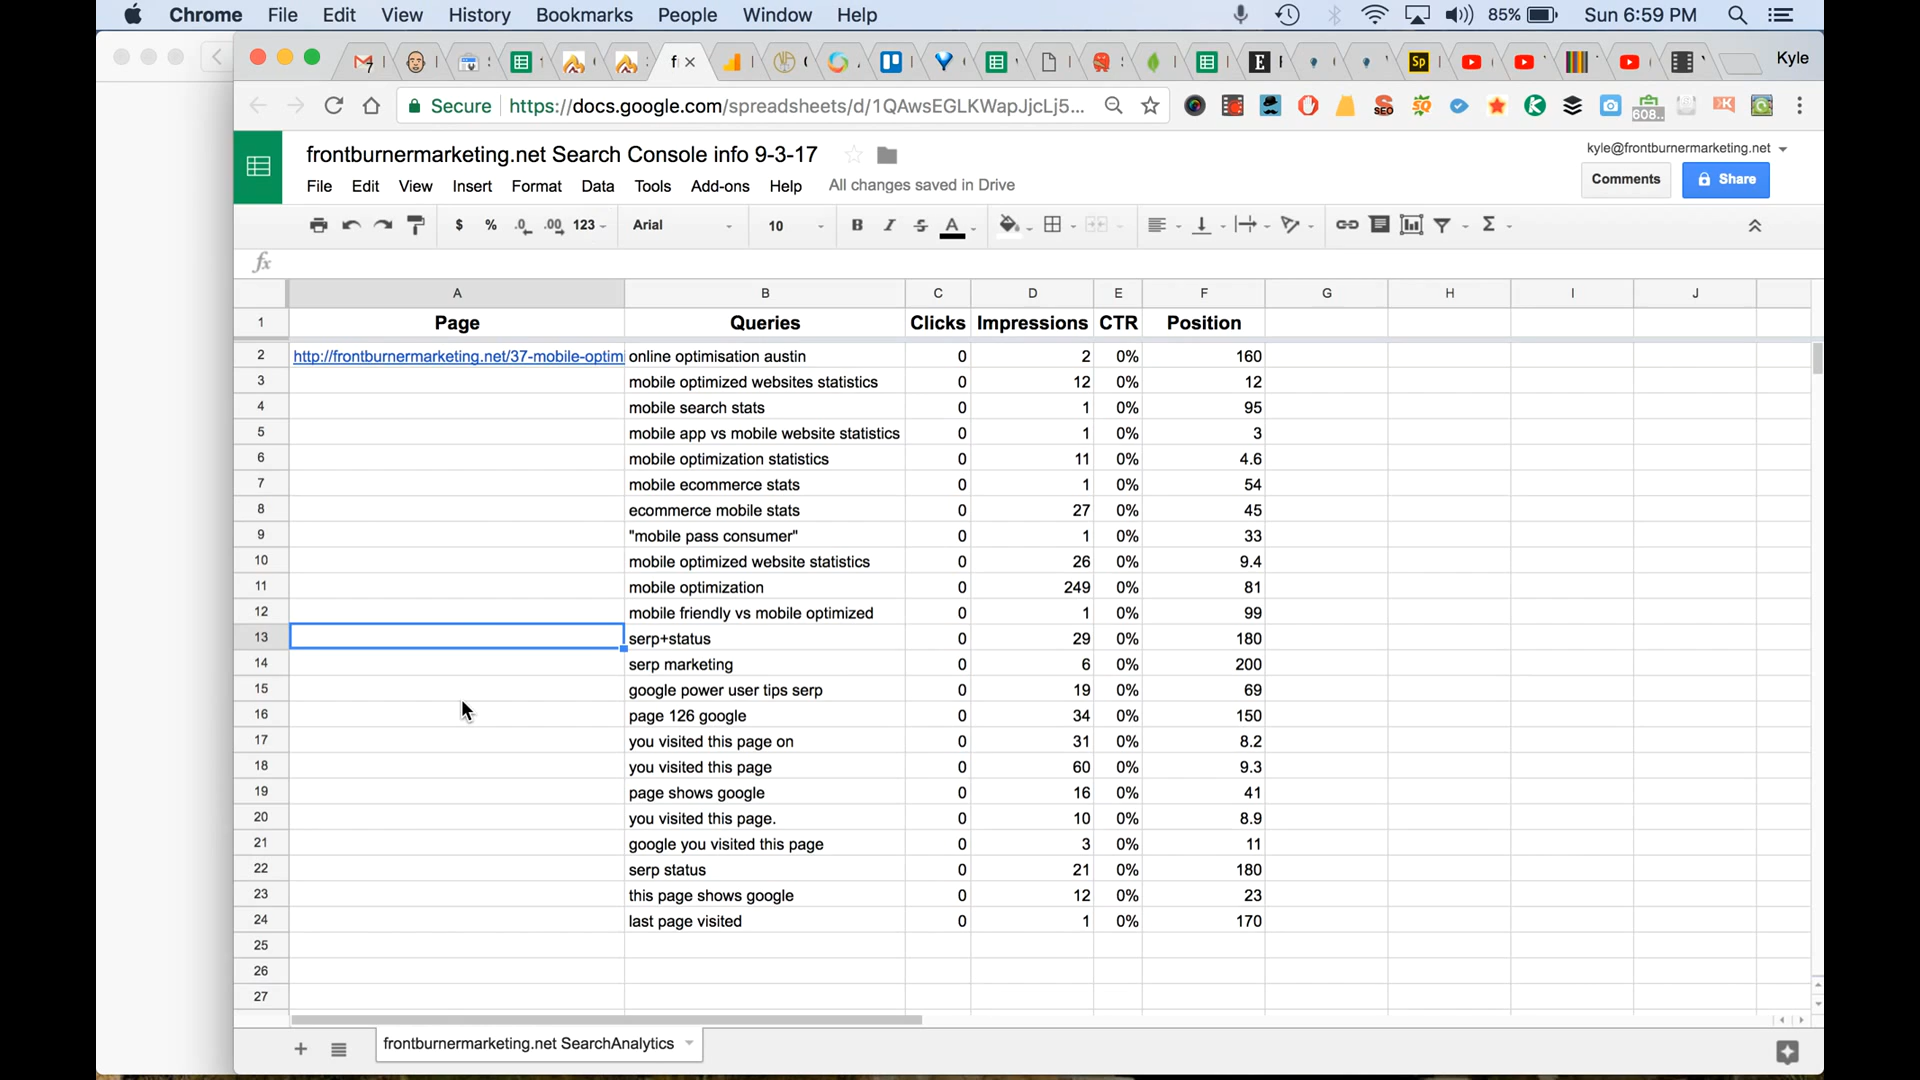 Chrome File Edit View History Bookmarks People Window Help 85% Sun 6:59 PM
Kyle
Secure https://docs.google.com/spreadsheets/d/1QAwsEGLKWapJjcLj5...
frontburnermarketing.net Search Console info 9-3-17 kyle@frontburnermarketing.net
File Edit View Insert Format Data Tools Add-ons Help All changes saved in Drive Comments Share
$ % .0 .00 123 Arial 10 B I S A Σ
fx
A B C D E F G H I J
1 Page Queries Clicks Impressions CTR Position
2 http://frontburnermarketing.net/37-mobile-optimi online optimisation austin 0 2 0% 160
3 mobile optimized websites statistics 0 12 0% 12
4 mobile search stats 0 1 0% 95
5 mobile app vs mobile website statistics 0 1 0% 3
6 mobile optimization statistics 0 11 0% 4.6
7 mobile ecommerce stats 0 1 0% 54
8 ecommerce mobile stats 0 27 0% 45
9 "mobile pass consumer" 0 1 0% 33
10 mobile optimized website statistics 0 26 0% 9.4
11 mobile optimization 0 249 0% 81
12 mobile friendly vs mobile optimized 0 1 0% 99
13 serp+status 0 29 0% 180
14 serp marketing 0 6 0% 200
15 google power user tips serp 0 19 0% 69
16 page 126 google 0 34 0% 150
17 you visited this page on 0 31 0% 8.2
18 you visited this page 0 60 0% 9.3
19 page shows google 0 16 0% 41
20 you visited this page. 0 10 0% 8.9
21 google you visited this page 0 3 0% 11
22 serp status 0 21 0% 180
23 this page shows google 0 12 0% 23
24 last page visited 0 1 0% 170
25
26
27
frontburnermarketing.net SearchAnalytics